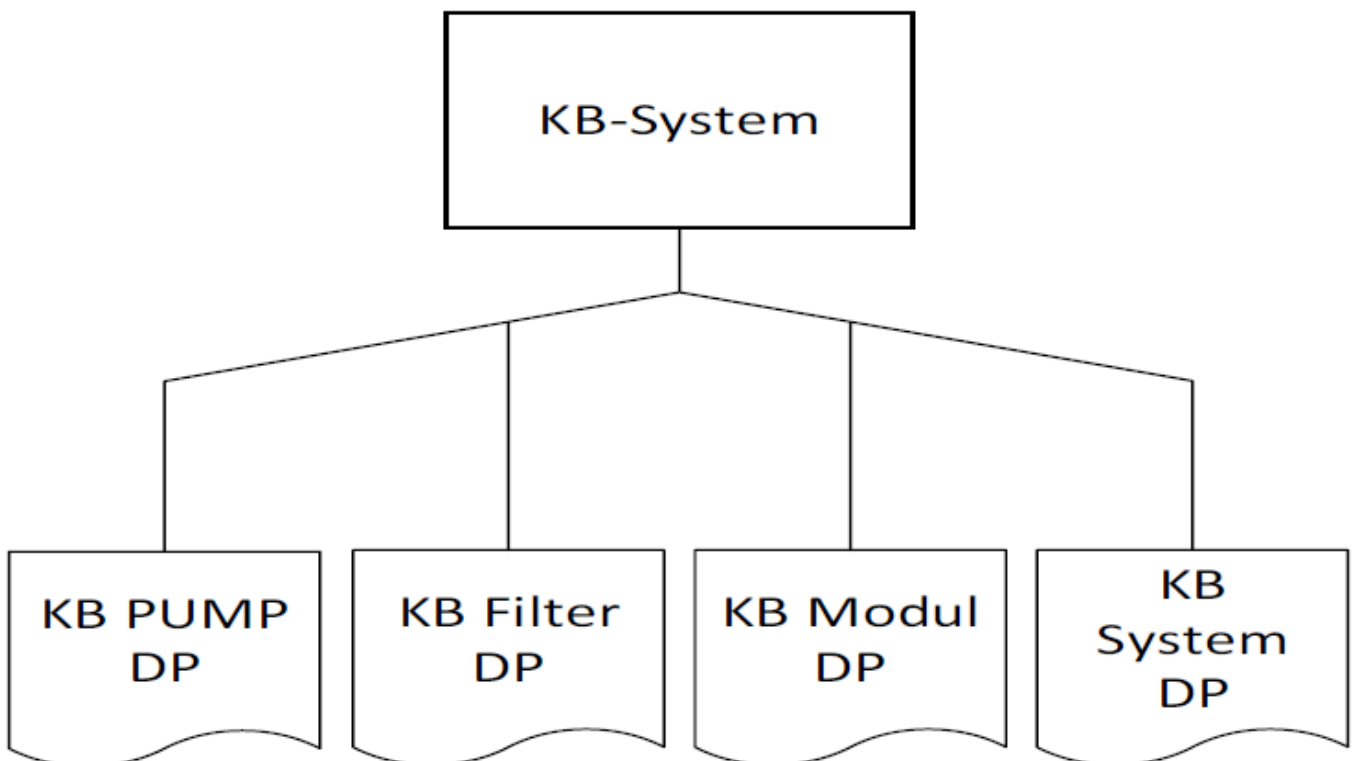 KB-System
KB PUMP
DP
KB Filter
DP
KB Modul
DP
KB
System
DP